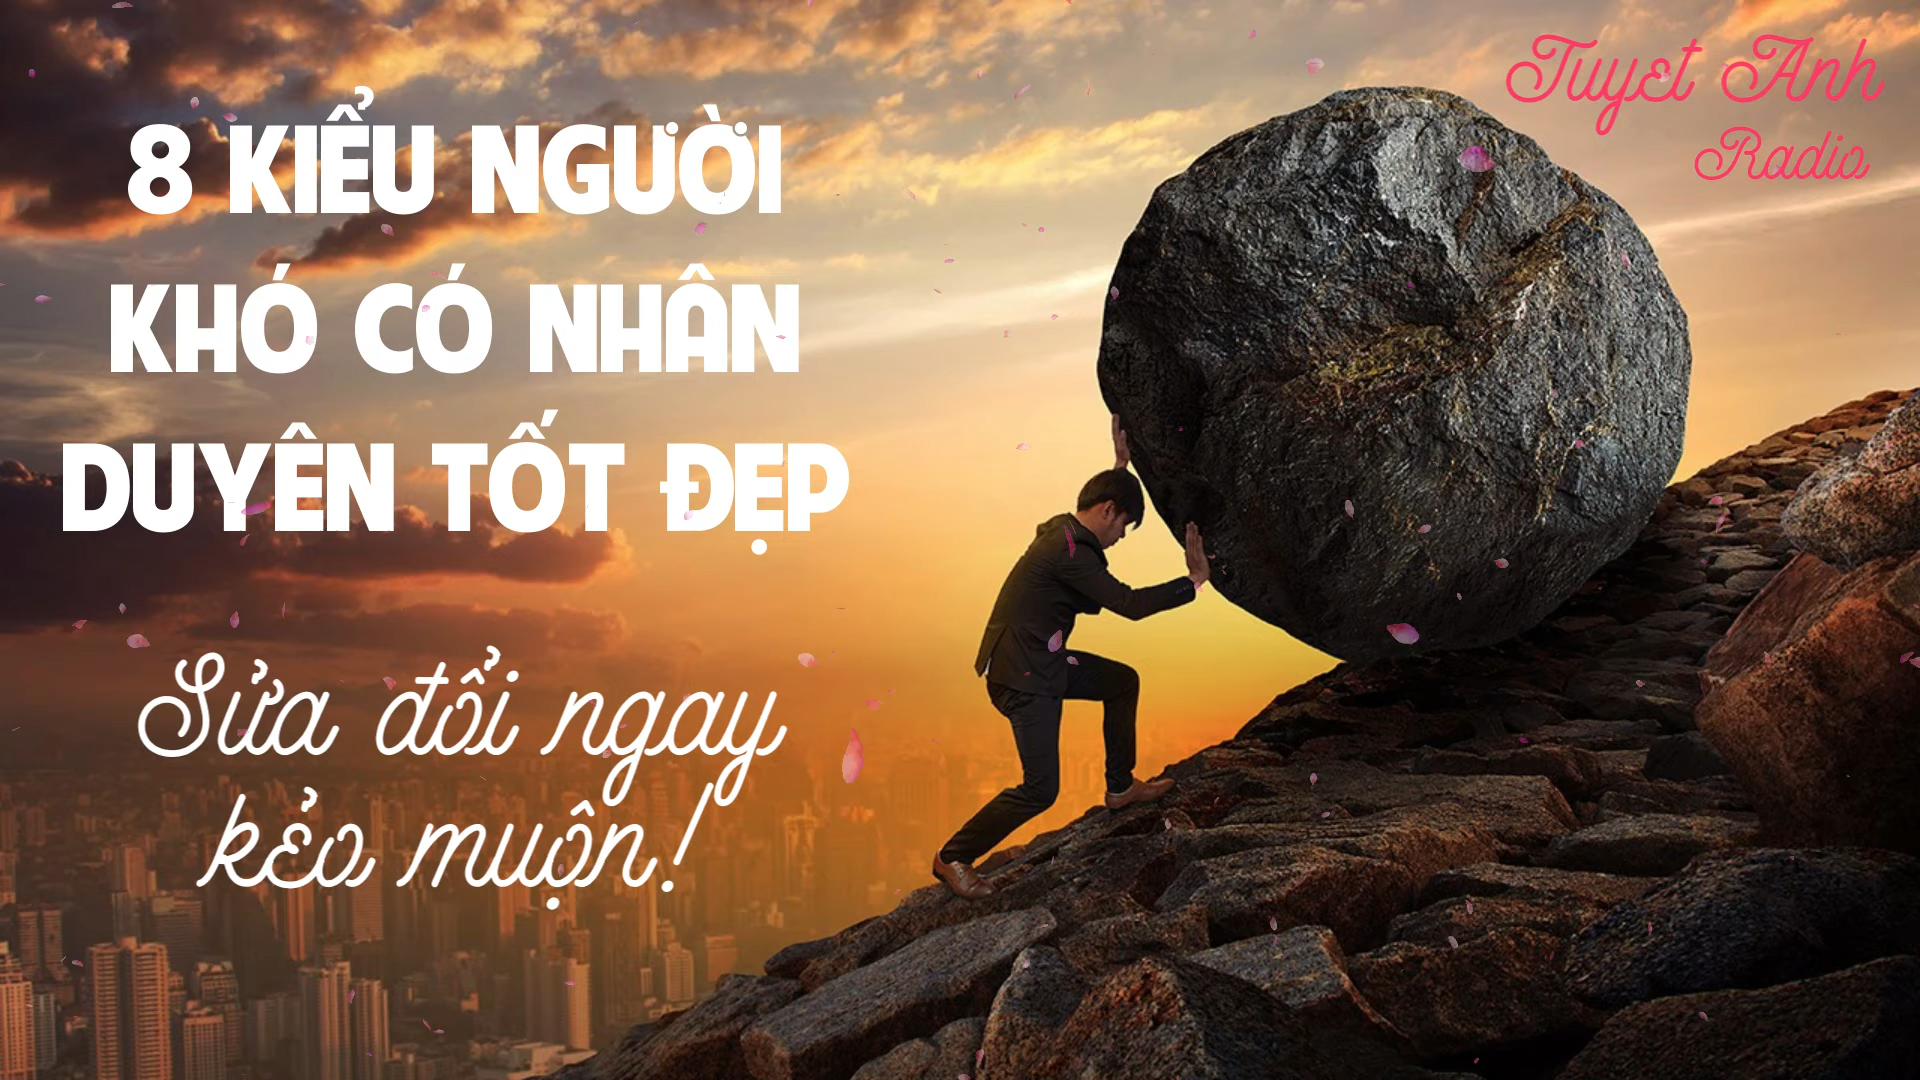 8 KIỂU NGƯỜI
KHÓ CÓ NHÂN
DUYÊN TỐT ĐẸP
Sửa đổi ngay
kẻo muộn!
Tuyet Anh
Radio